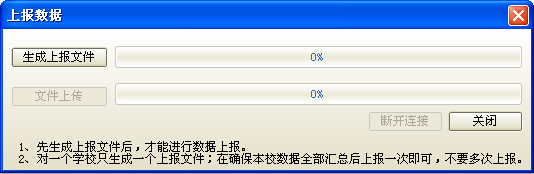 上报数据
生成上报文件 0%
文件上传 0%
断开连接 关闭
1、先生成上报文件后，才能进行数据上报。
2、对一个学校只生成一个上报文件；在确保本校数据全部汇总后上报一次即可，不要多次上报。